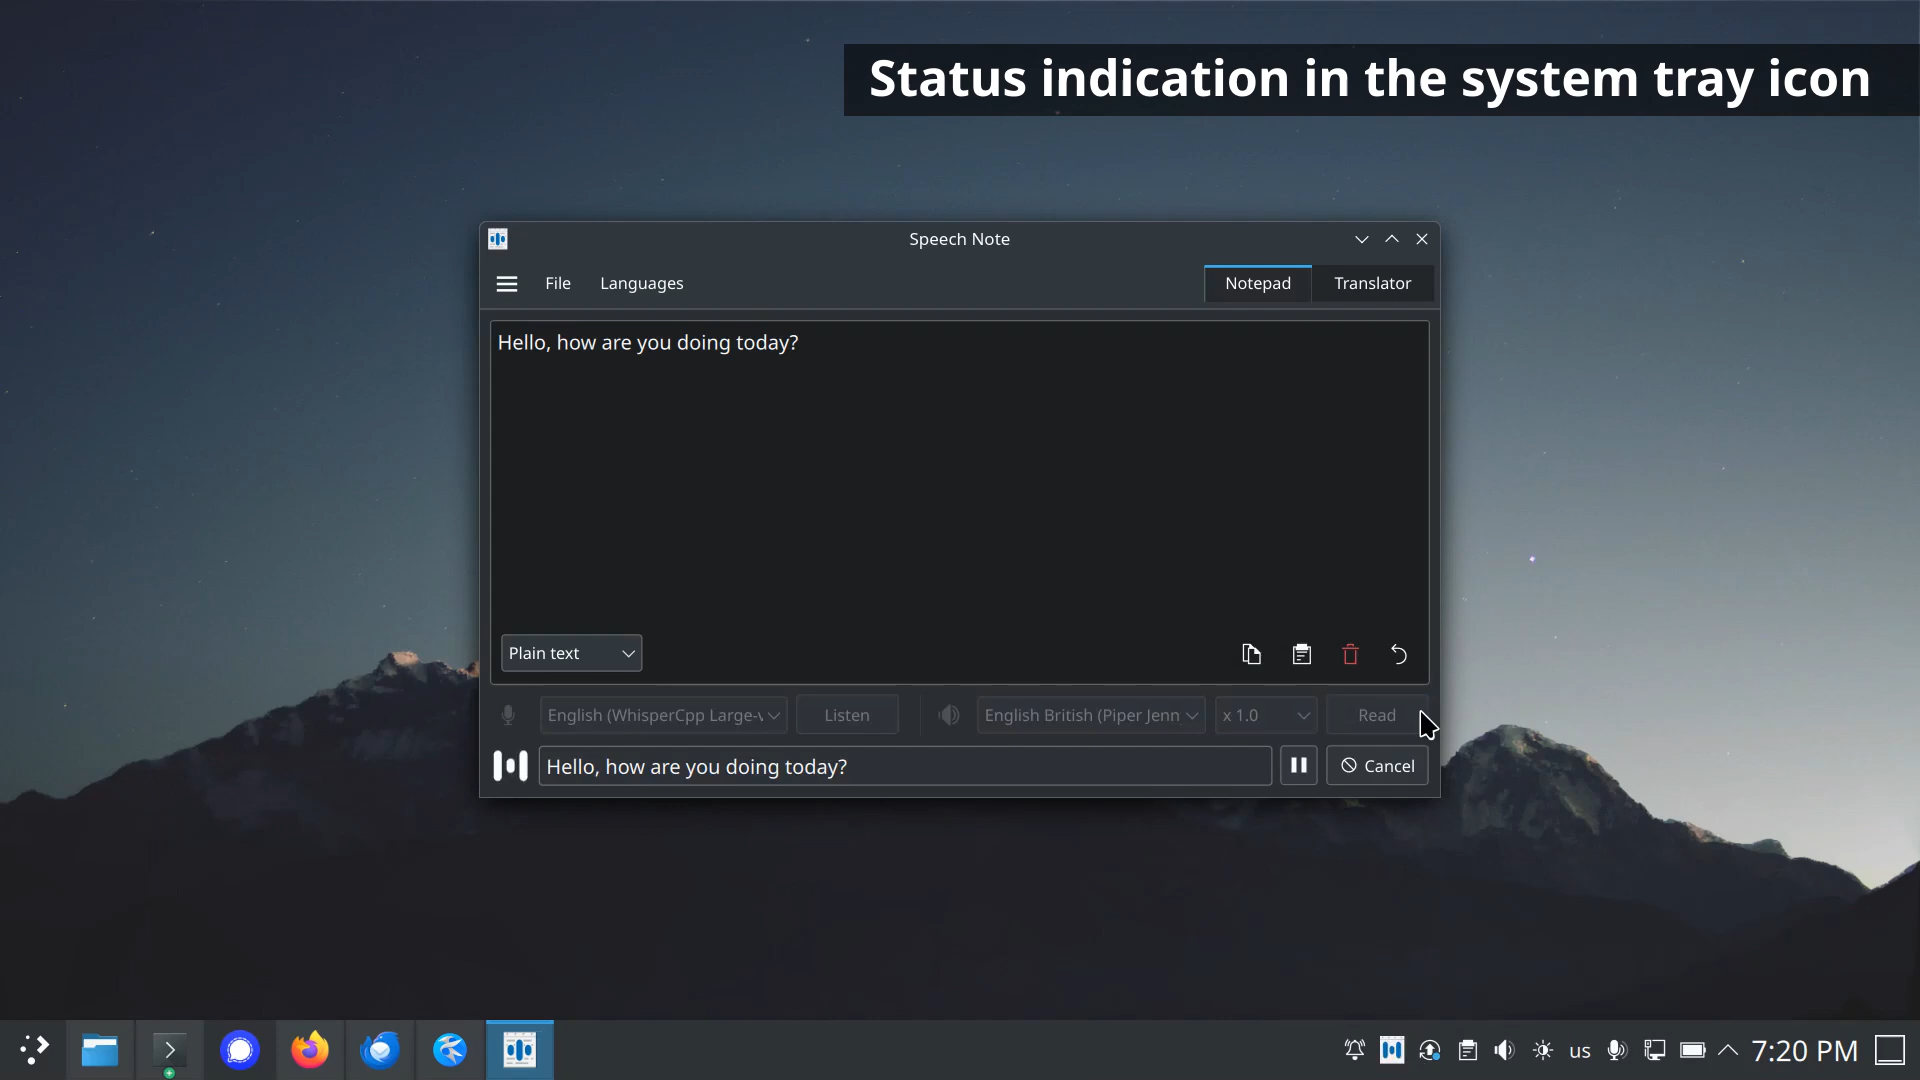 Status indication in the system tray icon
Speech Note
File
Languages
Notepad
Translator
Hello, how are you doing today?
Plain text
English (WhisperCpp Large-v
Listen
English British (Piper Jenn
x 1.0
Read
Hello, how are you doing today?
Cancel
us
7:20 PM